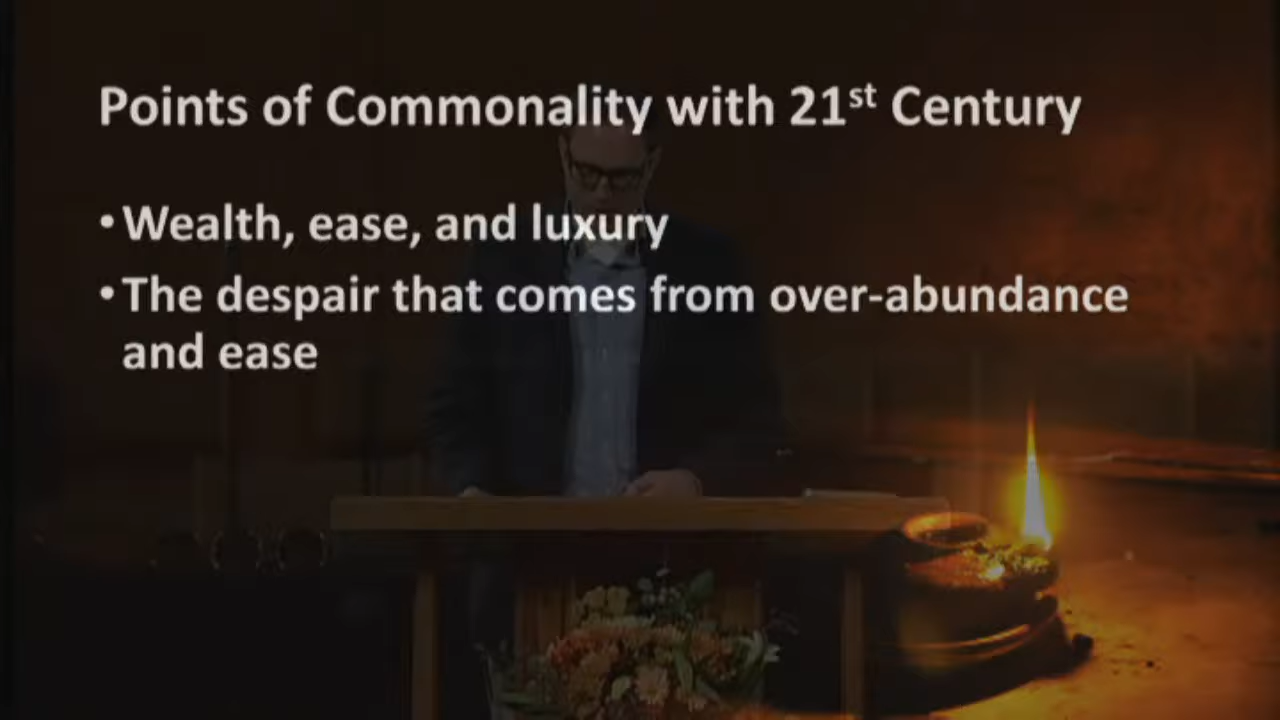 Points of Commonality with 21st Century
• Wealth, ease, and luxury
• The despair that comes from over-abundance
and ease